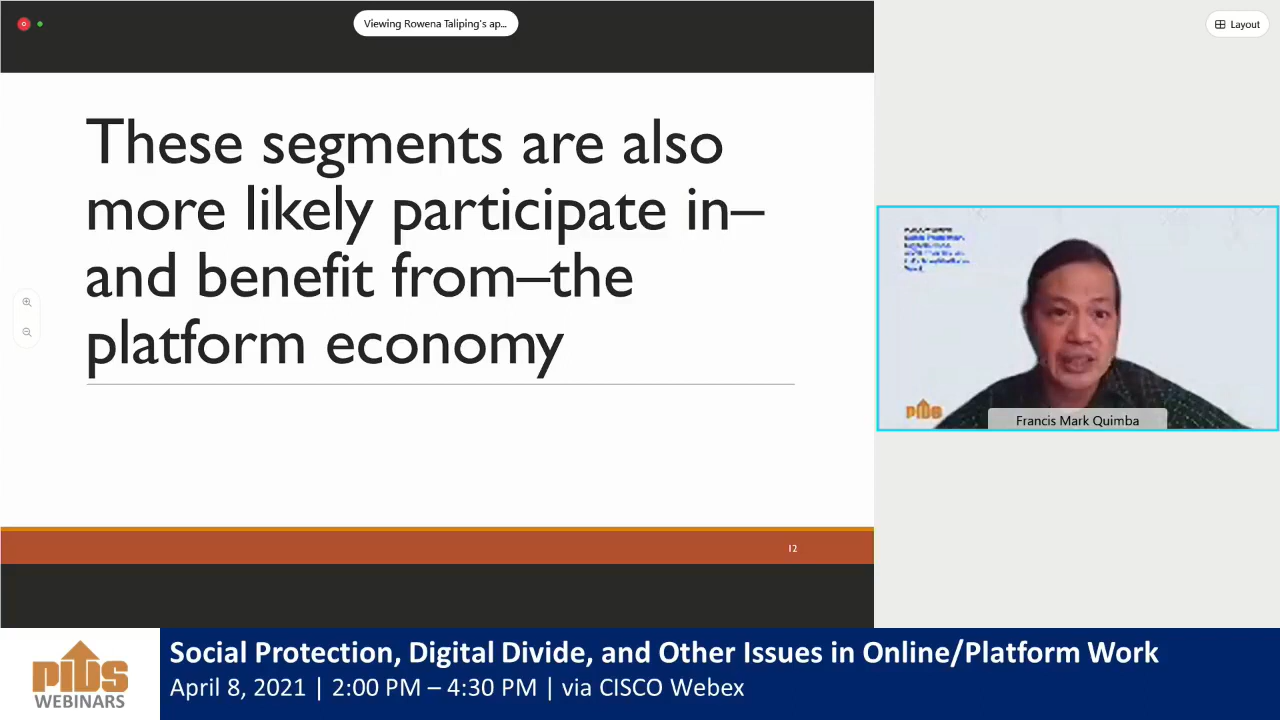 Viewing Rowena Taliping's ap...
Layout
These segments are also
more likely participate in–
and benefit from–the
platform economy
12
PIDS
Francis Mark Quimba
PIDS
WEBINARS
Social Protection, Digital Divide, and Other Issues in Online/Platform Work
April 8, 2021 | 2:00 PM – 4:30 PM | via CISCO Webex